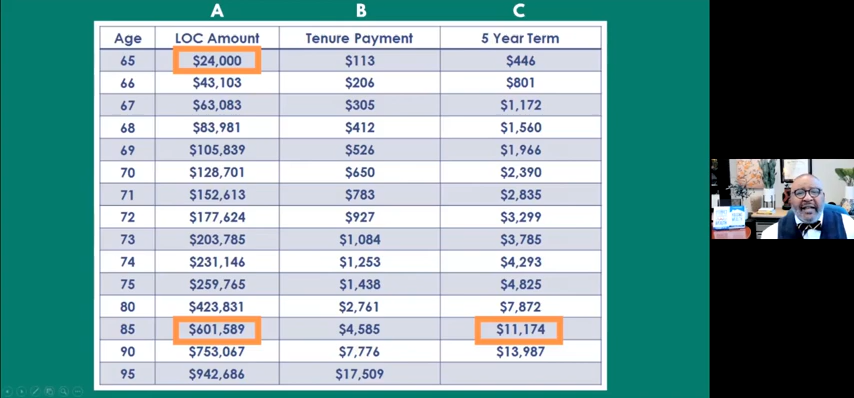 A B C
Age LOC Amount Tenure Payment 5 Year Term
65 $24,000 $113 $446
66 $43,103 $206 $801
67 $63,083 $305 $1,172
68 $83,981 $412 $1,560
69 $105,839 $526 $1,966
70 $128,701 $650 $2,390
71 $152,613 $783 $2,835
72 $177,624 $927 $3,299
73 $203,785 $1,084 $3,785
74 $231,146 $1,253 $4,293
75 $259,765 $1,438 $4,825
80 $423,831 $2,761 $7,872
85 $601,589 $4,585 $11,174
90 $753,067 $7,776 $13,987
95 $942,686 $17,509